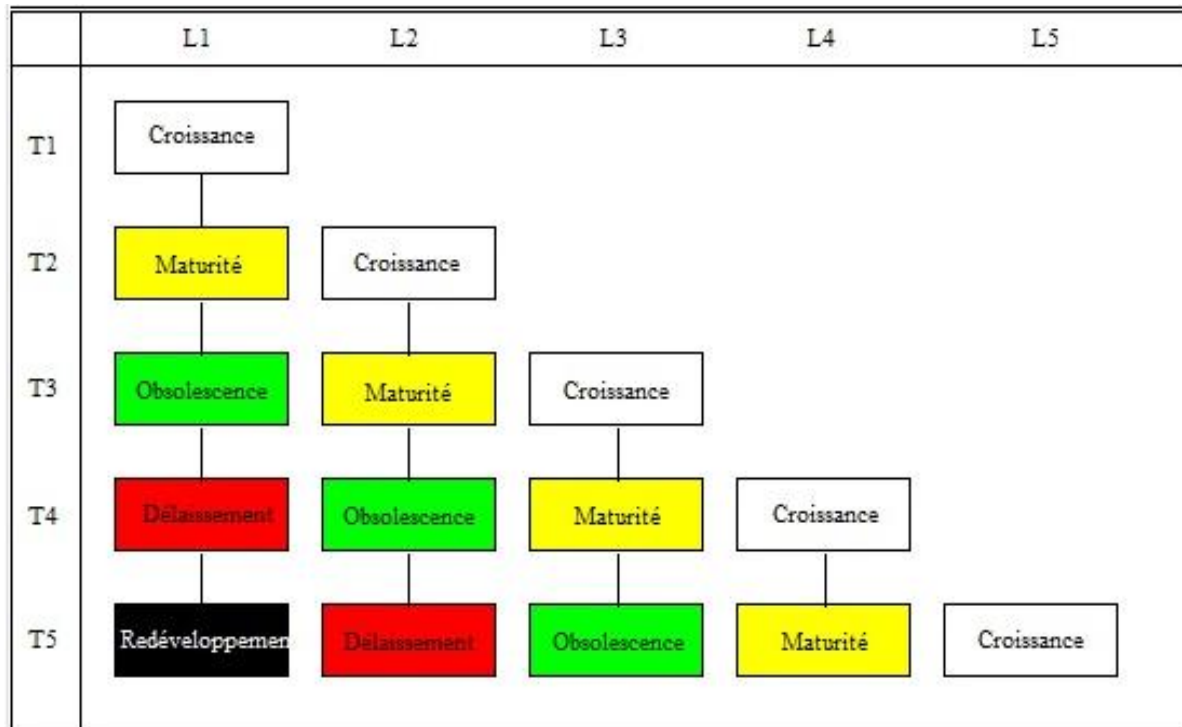 L1 L2 L3 L4 L5
T1 Croissance
T2 Maturité Croissance
T3 Obsolescence Maturité Croissance
T4 Délaissement Obsolescence Maturité Croissance
T5 Redéveloppemen Délaissement Obsolescence Maturité Croissance